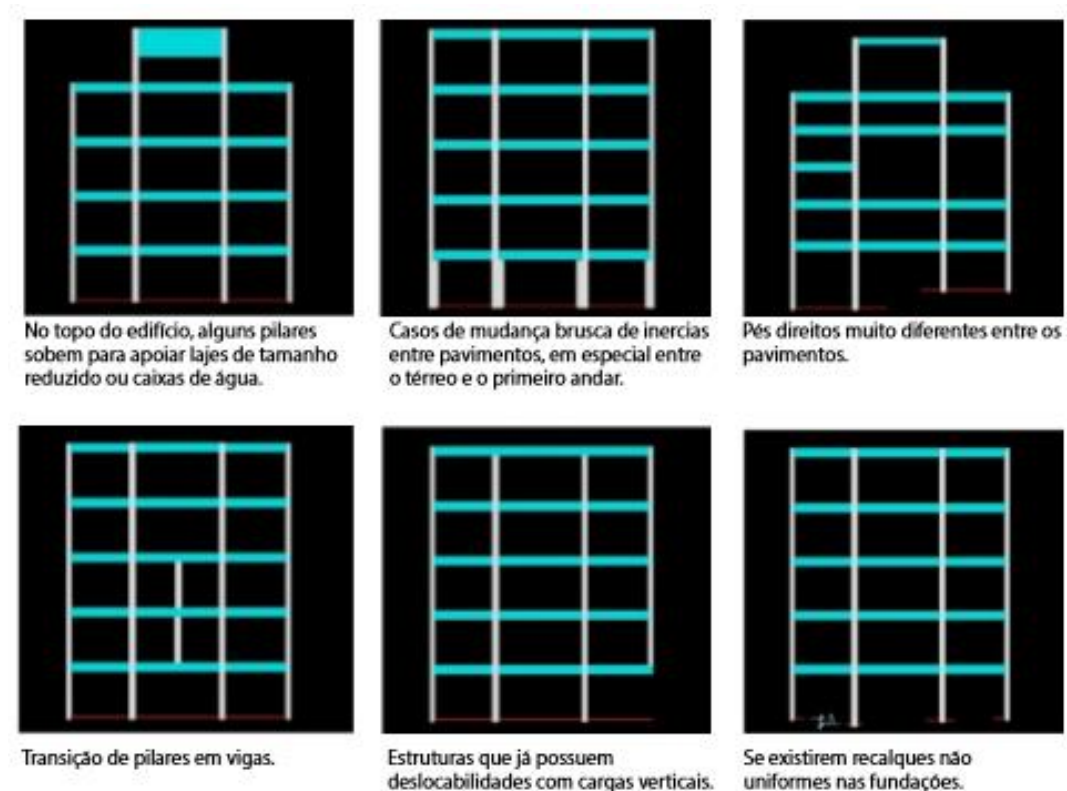 No topo do edifício, alguns pilares
sobem para apoiar lajes de tamanho
reduzido ou caixas de água.
Casos de mudança brusca de inercias
entre pavimentos, em especial entre
o térreo e o primeiro andar.
Pés direitos muito diferentes entre os
pavimentos.
Transição de pilares em vigas.
Estruturas que já possuem
deslocabilidades com cargas verticais.
Se existirem recalques não
uniformes nas fundações.